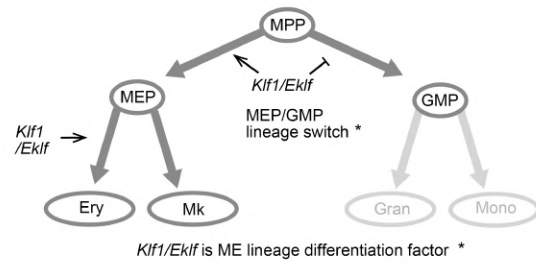 MPP
Klf1/Eklf
MEP
GMP
MEP/GMP
lineage switch *
Klf1
/Eklf
Ery
Mk
Gran
Mono
Klf1/Eklf is ME lineage differentiation factor *